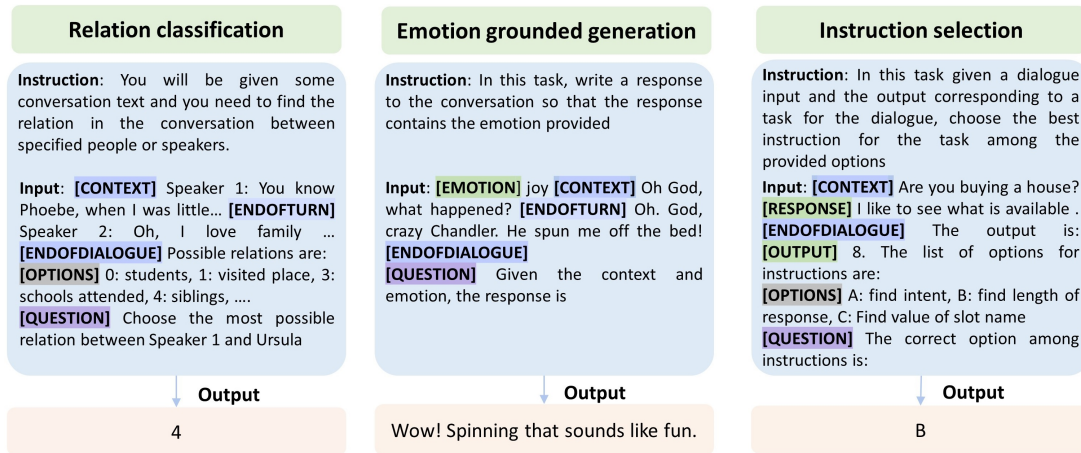 Relation classification
Instruction: You will be given some
conversation text and you need to find the
relation in the conversation between
specified people or speakers.
Input: [CONTEXT] Speaker 1: You know
Phoebe, when I was little... [ENDOFTURN]
Speaker 2: Oh, I love family ...
[ENDOFDIALOGUE] Possible relations are:
[OPTIONS] 0: students, 1: visited place, 3:
schools attended, 4: siblings, ....
[QUESTION] Choose the most possible
relation between Speaker 1 and Ursula
Output
4
Emotion grounded generation
Instruction: In this task, write a response
to the conversation so that the response
contains the emotion provided
Input: [EMOTION] joy [CONTEXT] Oh God,
what happened? [ENDOFTURN] Oh. God,
crazy Chandler. He spun me off the bed!
[ENDOFDIALOGUE]
[QUESTION] Given the context and
emotion, the response is
Output
Wow! Spinning that sounds like fun.
Instruction selection
Instruction: In this task given a dialogue
input and the output corresponding to a
task for the dialogue, choose the best
instruction for the task among the
provided options
Input: [CONTEXT] Are you buying a house?
[RESPONSE] I like to see what is available .
[ENDOFDIALOGUE] The output is:
[OUTPUT] 8. The list of options for
instructions are:
[OPTIONS] A: find intent, B: find length of
response, C: Find value of slot name
[QUESTION] The correct option among
instructions is:
Output
B